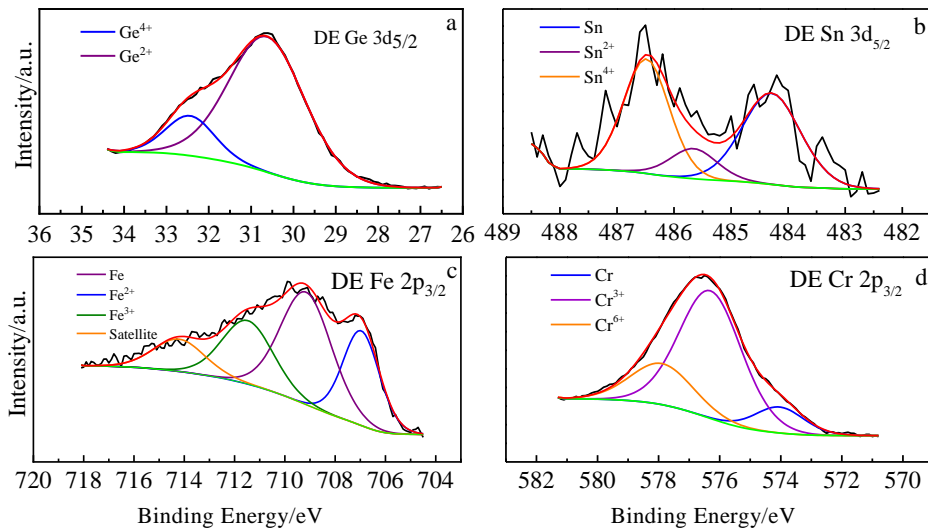 a
DE Ge 3d5/2
Ge4+
Ge2+
Intensity/a.u.
36 35 34 33 32 31 30 29 28 27 26
b
DE Sn 3d5/2
Sn
Sn2+
Sn4+
489 488 487 486 485 484 483 482
c
DE Fe 2p3/2
Fe
Fe2+
Fe3+
Satellite
Intensity/a.u.
720 718 716 714 712 710 708 706 704
Binding Energy/eV
d
DE Cr 2p3/2
Cr
Cr3+
Cr6+
582 580 578 576 574 572 570
Binding Energy/eV